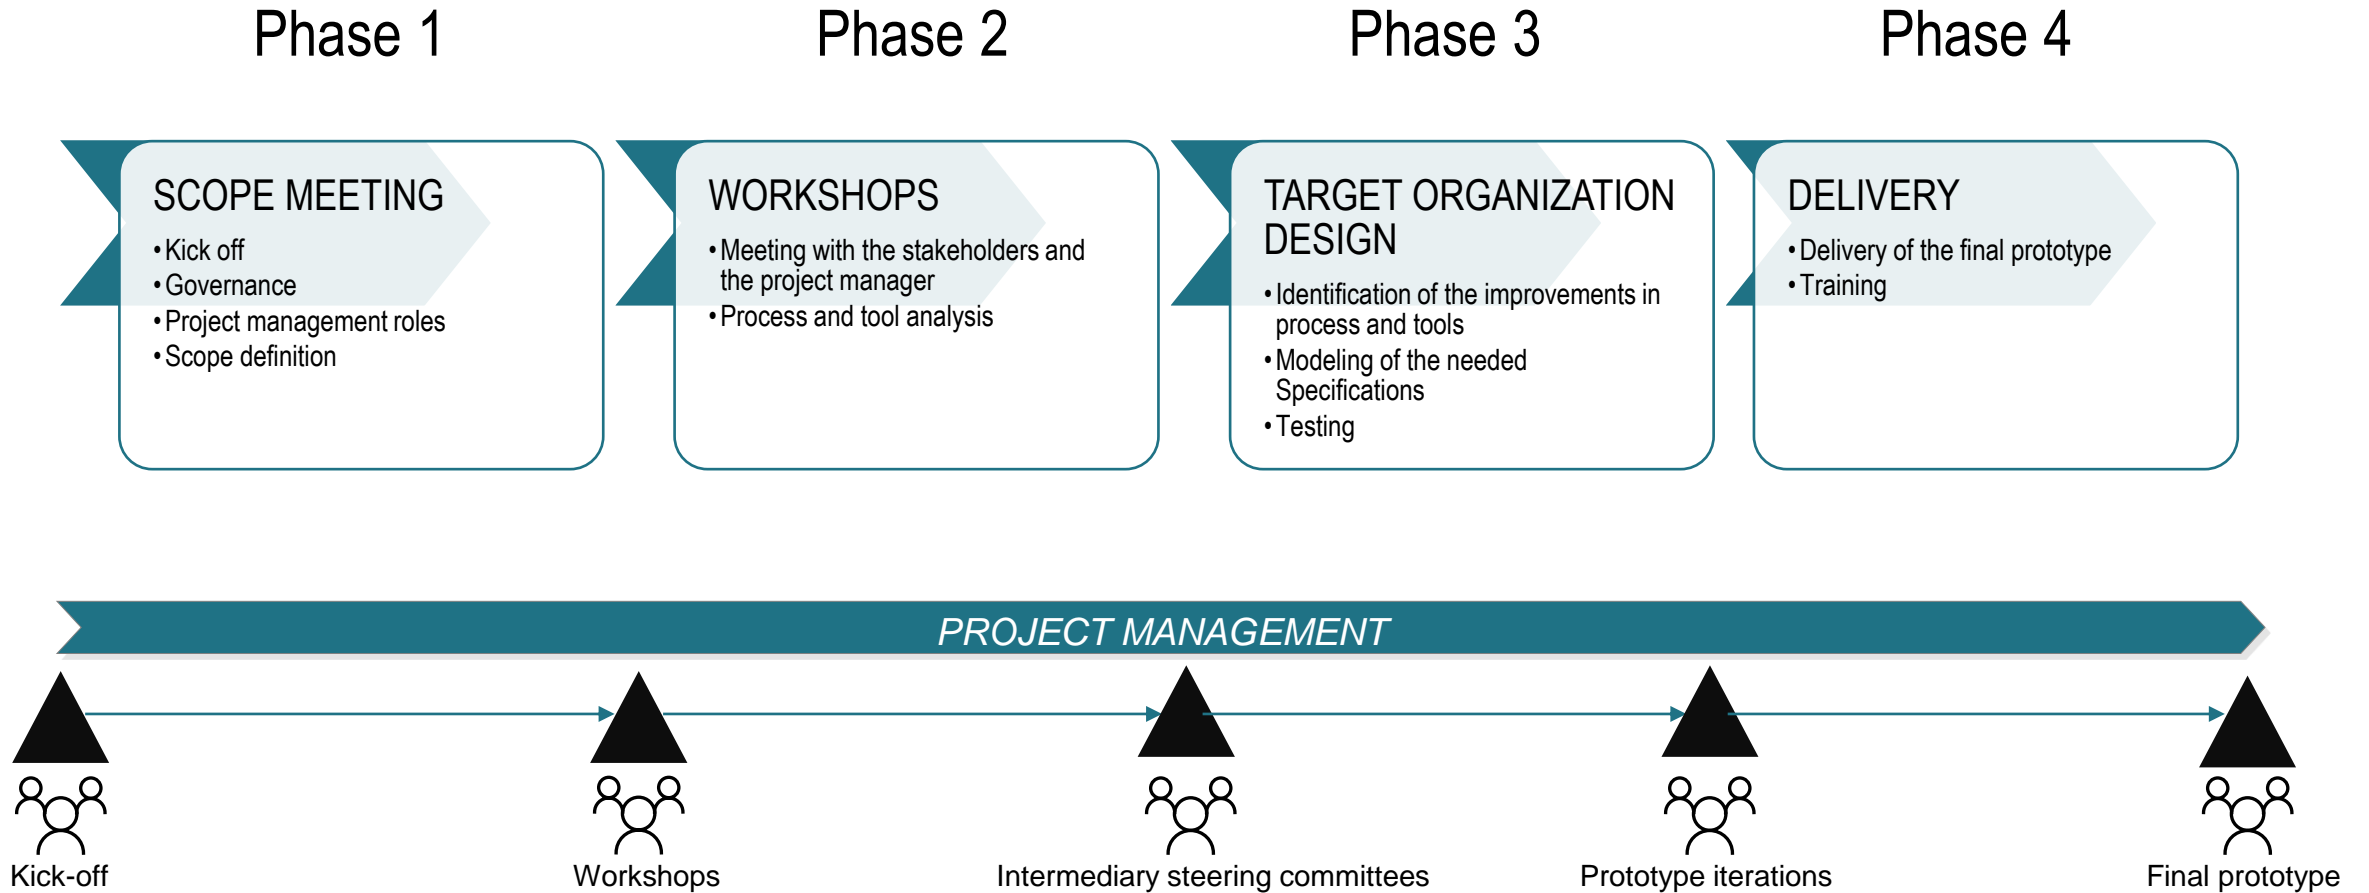 Phase 1
Phase 2
Phase 3
Phase 4
SCOPE MEETING
• Kick off
• Governance
• Project management roles
• Scope definition
WORKSHOPS
• Meeting with the stakeholders and
the project manager
• Process and tool analysis
TARGET ORGANIZATION
DESIGN
• Identification of the improvements in
process and tools
• Modeling of the needed
Specifications
• Testing
DELIVERY
• Delivery of the final prototype
• Training
PROJECT MANAGEMENT
Kick-off
Workshops
Intermediary steering committees
Prototype iterations
Final prototype